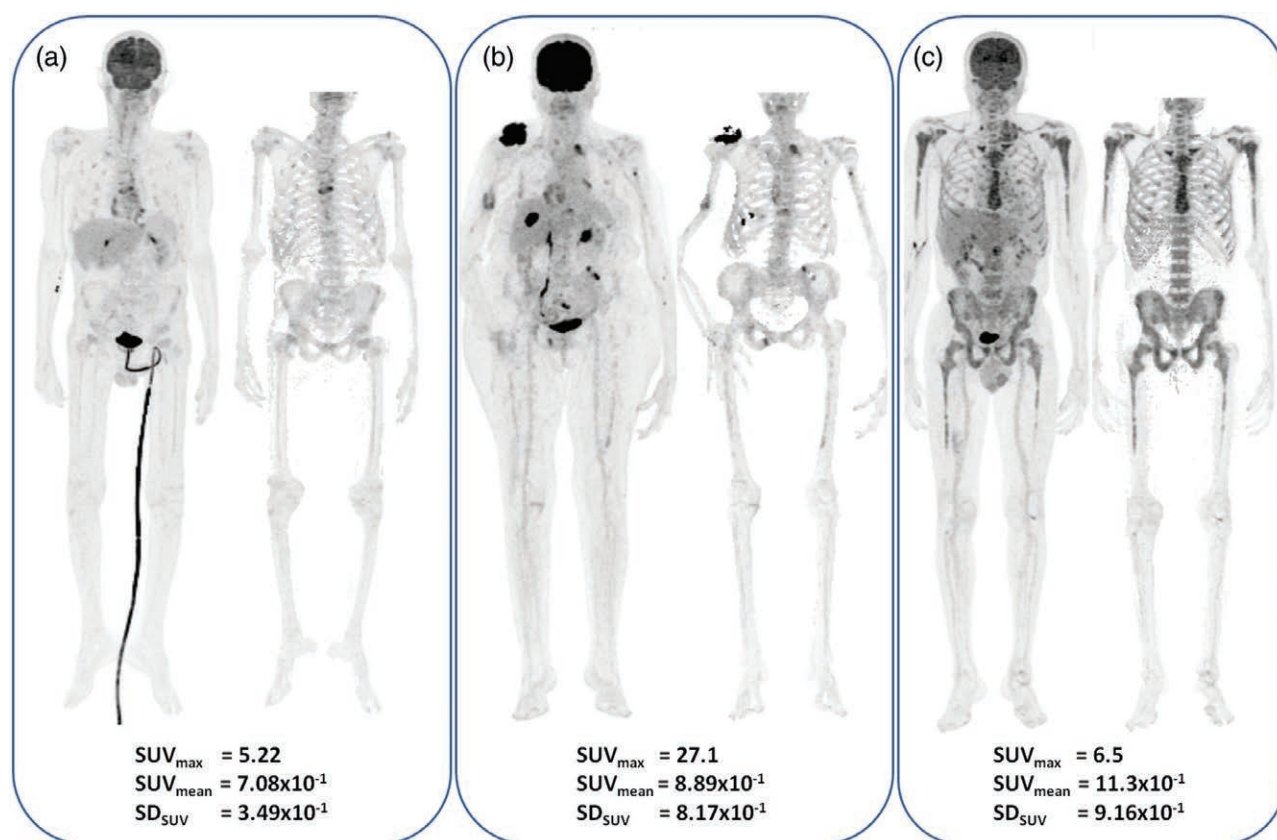 (a)
(b)
(c)
SUVmax = 5.22
SUVmean = 7.08x10⁻¹
SDSUV = 3.49x10⁻¹
SUVmax = 27.1
SUVmean = 8.89x10⁻¹
SDSUV = 8.17x10⁻¹
SUVmax = 6.5
SUVmean = 11.3x10⁻¹
SDSUV = 9.16x10⁻¹